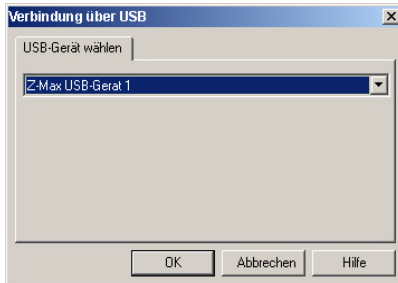 Verbindung über USB
USB-Gerät wählen
Z-Max USB-Gerat 1
OK Abbrechen Hilfe